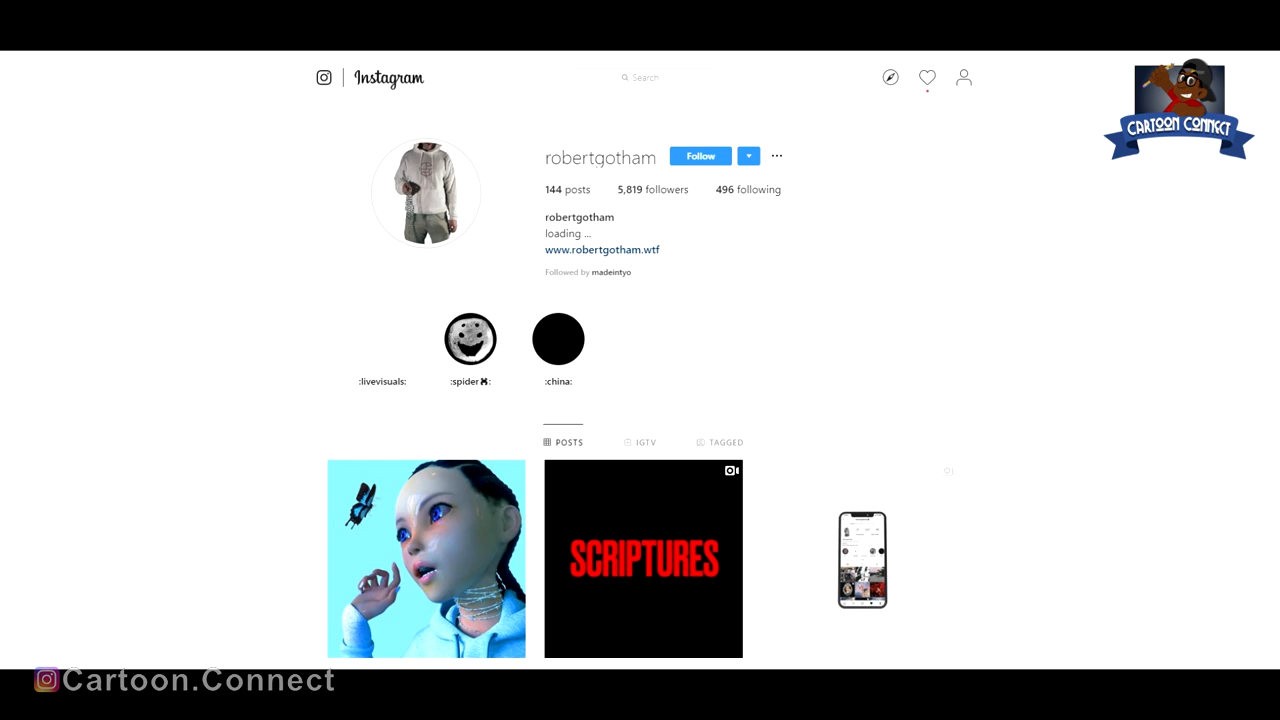 Instagram
Search
CARTOON CONNECT
robertgotham
Follow
144 posts 5,819 followers 496 following
robertgotham
loading ...
www.robertgotham.wtf
Followed by madeintyo
:livevisuals: :spider: :china:
POSTS IGTV TAGGED
SCRIPTURES
Cartoon.Connect